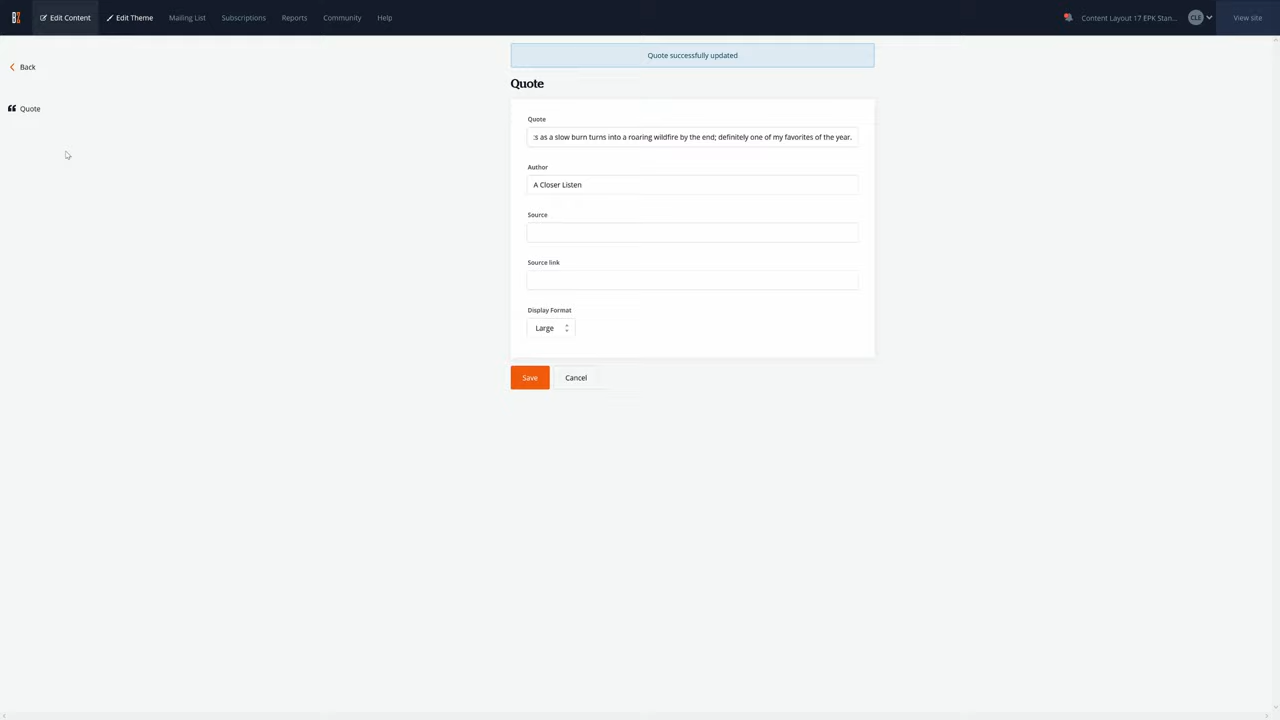 Edit Content
Edit Theme
Mailing List
Subscriptions
Reports
Community
Help
Content Layout 17 EPK Stan...
CLE
View site
Back
Quote
Quote successfully updated
Quote
Quote
as a slow burn turns into a roaring wildfire by the end; definitely one of my favorites of the year.
Author
A Closer Listen
Source
Source link
Display Format
Large
Save
Cancel